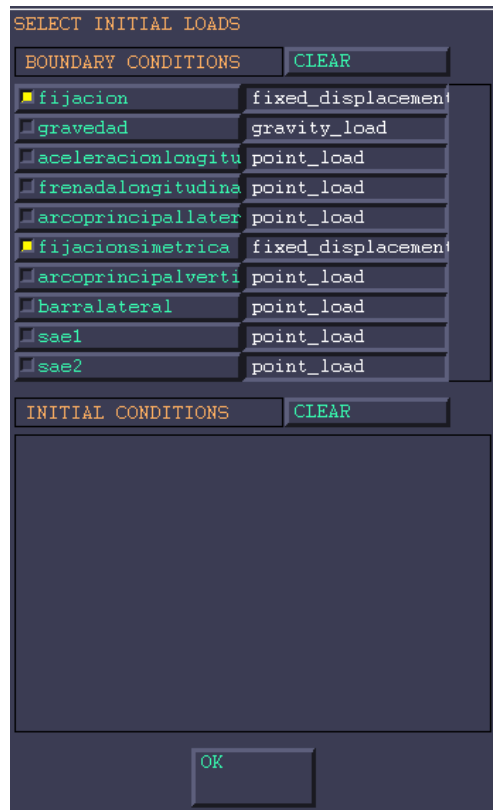 SELECT INITIAL LOADS
BOUNDARY CONDITIONS CLEAR
fijacion fixed_displacement
gravedad gravity_load
aceleracionlongitu point_load
frenadalongitudina point_load
arcoprincipallater point_load
fijacionsimetrica fixed_displacement
arcoprincipalverti point_load
barralateral point_load
sae1 point_load
sae2 point_load
INITIAL CONDITIONS CLEAR
OK